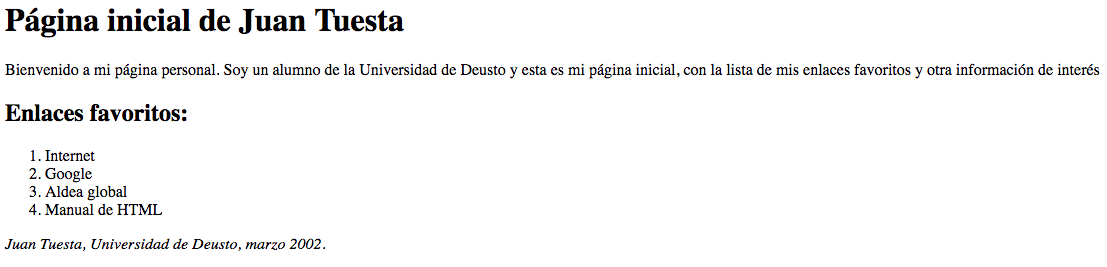 Página inicial de Juan Tuesta
Bienvenido a mi página personal. Soy un alumno de la Universidad de Deusto y esta es mi página inicial, con la lista de mis enlaces favoritos y otra información de interés
Enlaces favoritos:
1. Internet
2. Google
3. Aldea global
4. Manual de HTML
Juan Tuesta, Universidad de Deusto, marzo 2002.